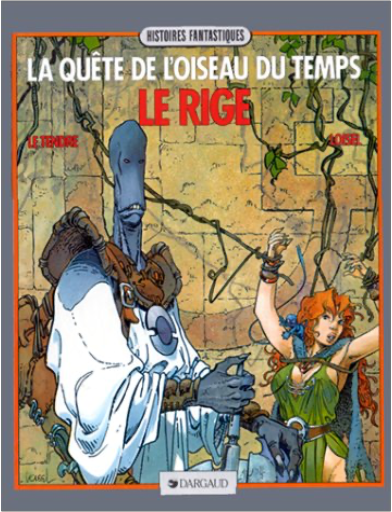 HISTOIRES FANTASTIQUES
LA QUÊTE DE L'OISEAU DU TEMPS
LE RIGE
LE TENDRE
LOISEL
DARGAUD